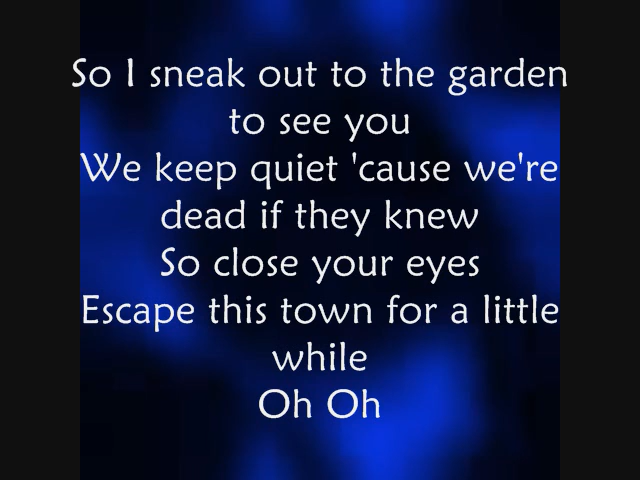 So I sneak out to the garden
to see you
We keep quiet 'cause we're
dead if they knew
So close your eyes
Escape this town for a little
while
Oh Oh